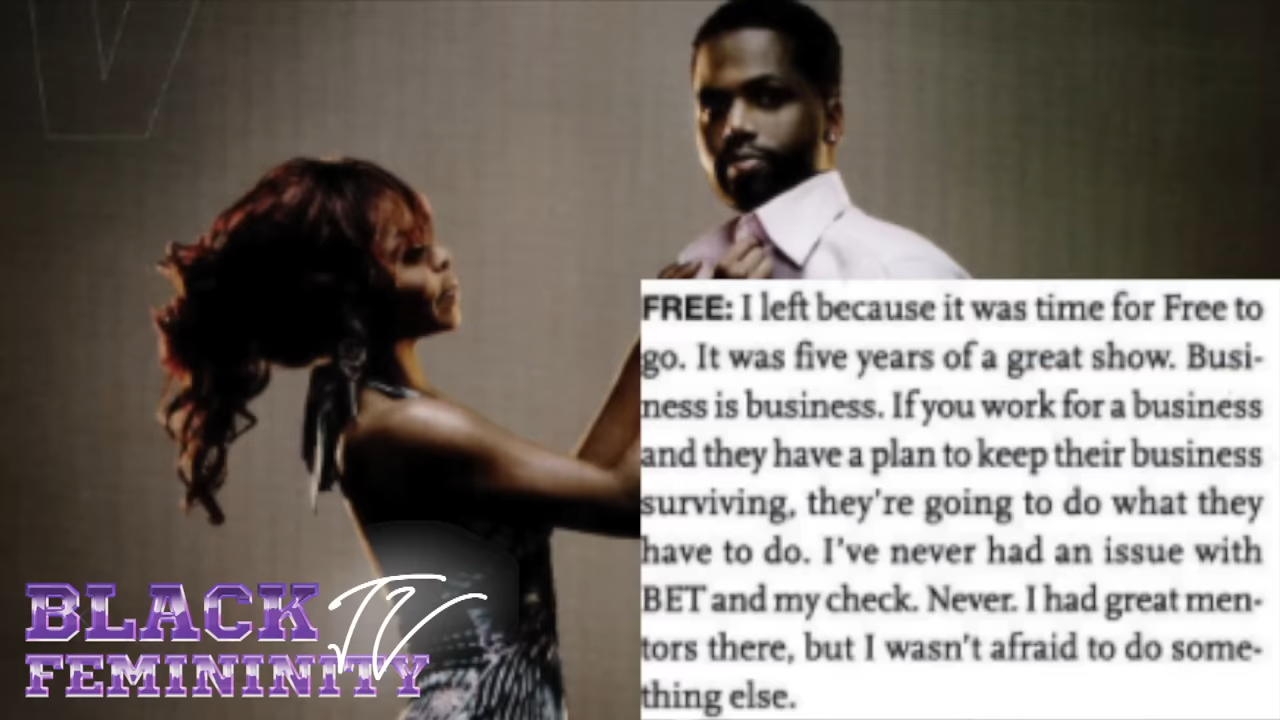 FREE: I left because it was time for Free to
go. It was five years of a great show. Busi-
ness is business. If you work for a business
and they have a plan to keep their business
surviving, they're going to do what they
have to do. I've never had an issue with
BET and my check. Never. I had great men-
tors there, but I wasn't afraid to do some-
thing else.
BLACK TV
FEMININITY